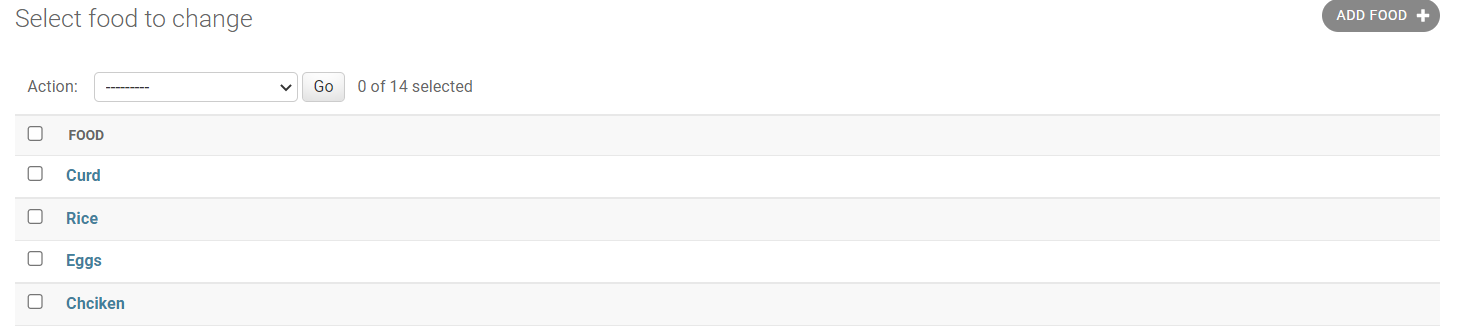 Select food to change
ADD FOOD +
Action: --------- Go 0 of 14 selected
FOOD
Curd
Rice
Eggs
Chciken